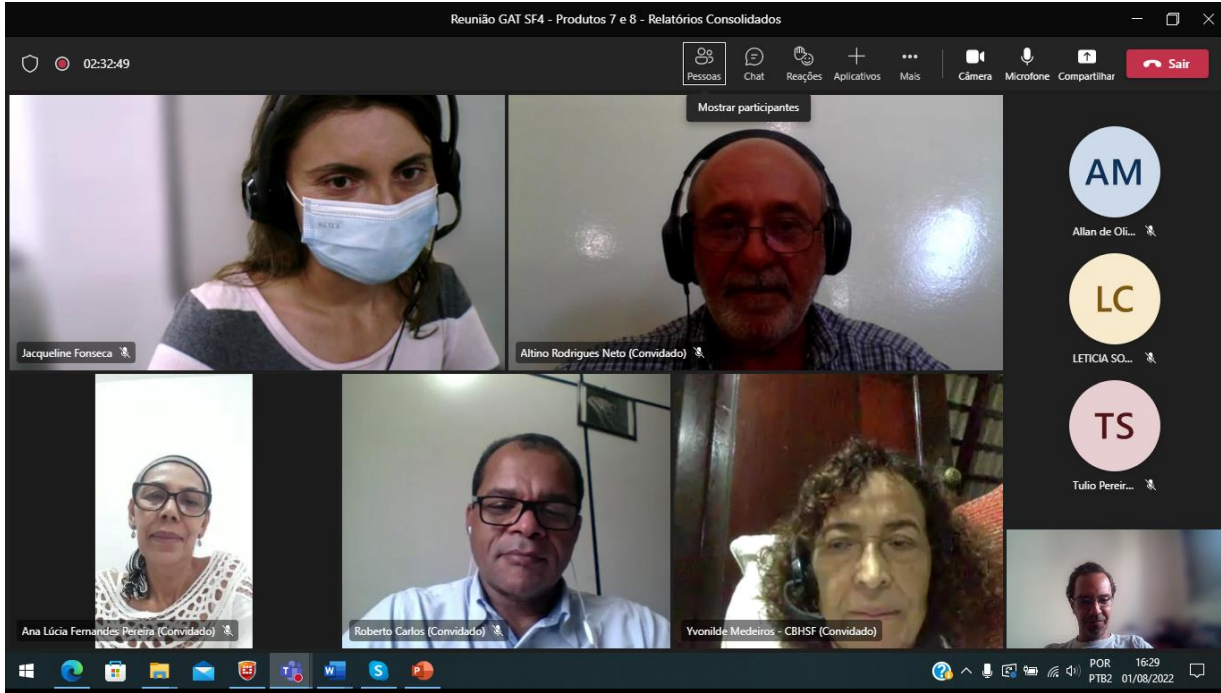 Reunião GAT SF4 - Produtos 7 e 8 - Relatórios Consolidados
02:32:49
Pessoas
Chat
Reações
Aplicativos
Mais
Câmera
Microfone
Compartilhar
Sair
Mostrar participantes
AM
Allan de Oli...
LC
LETICIA SO...
TS
Tulio Pereir...
Jacqueline Fonseca
Altino Rodrigues Neto (Convidado)
Ana Lúcia Fernandes Pereira (Convidado)
Roberto Carlos (Convidado)
Yvonilde Medeiros - CBHSF (Convidado)
POR
PTB2
16:29
01/08/2022